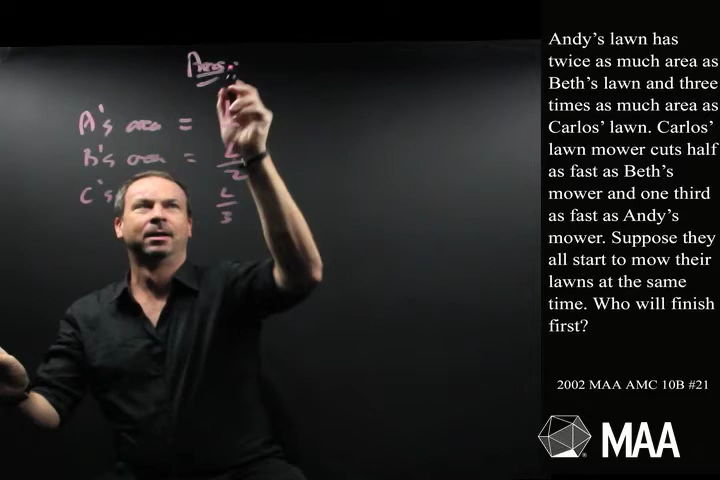 Area:
A's area =
B's area = L/2
C's L/3
Andy's lawn has
twice as much area as
Beth's lawn and three
times as much area as
Carlos' lawn. Carlos'
lawn mower cuts half
as fast as Beth's
mower and one third
as fast as Andy's
mower. Suppose they
all start to mow their
lawns at the same
time. Who will finish
first?
2002 MAA AMC 10B #21
MAA